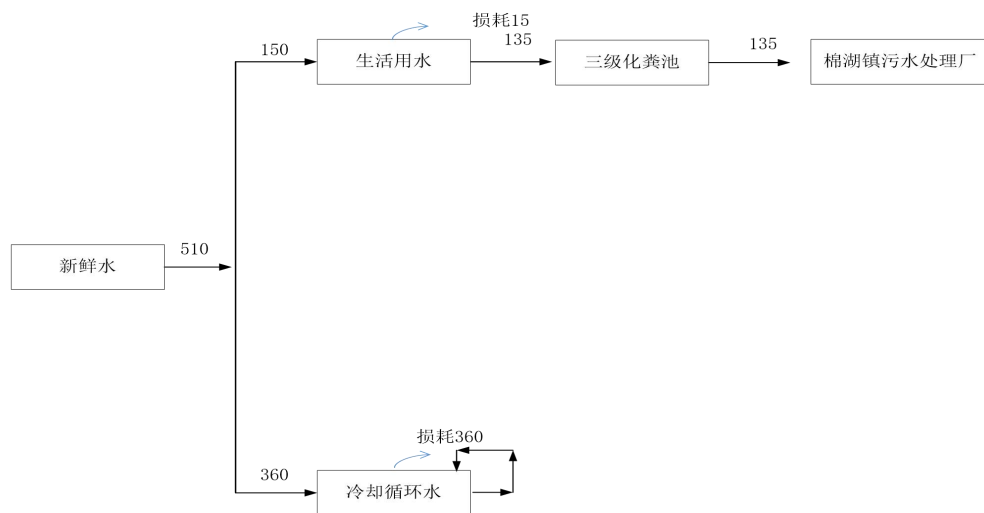 损耗15
150
135
135
生活用水
三级化粪池
棉湖镇污水处理厂
510
新鲜水
损耗360
360
冷却循环水